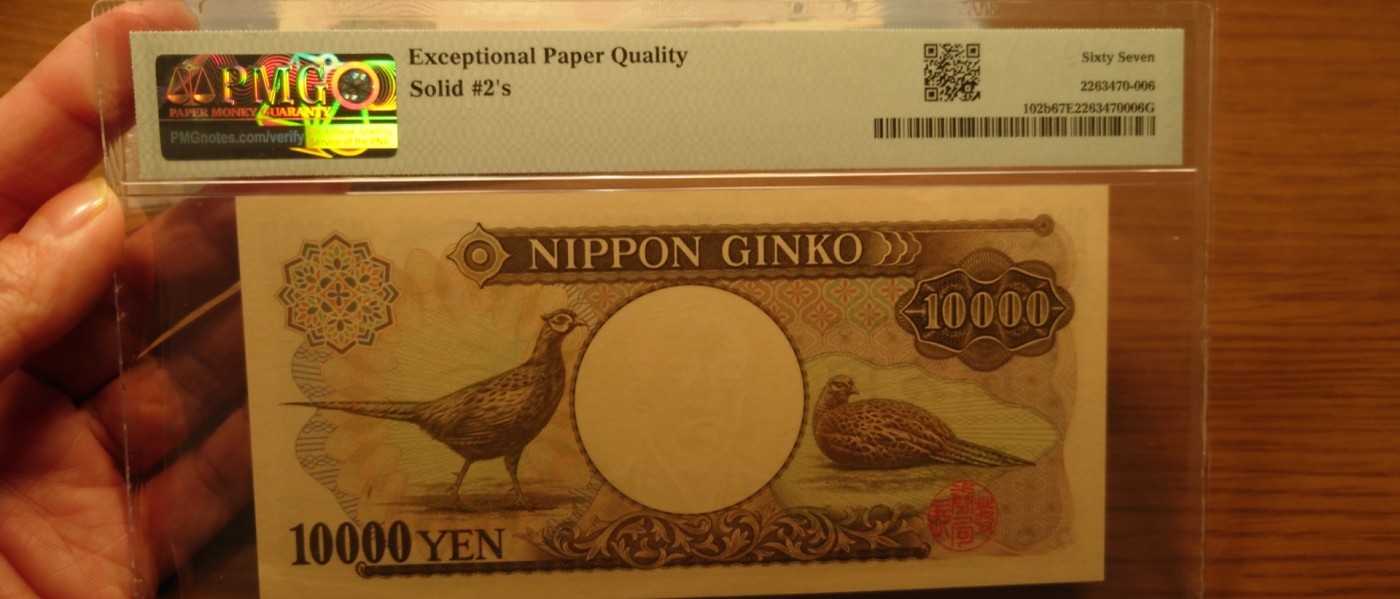 PMG
PAPER MONEY GUARANTY
PMGnotes.com/verify
Exceptional Paper Quality
Solid #2's
Sixty Seven
2263470-006
102b67E2263470006G
NIPPON GINKO
10000
10000 YEN